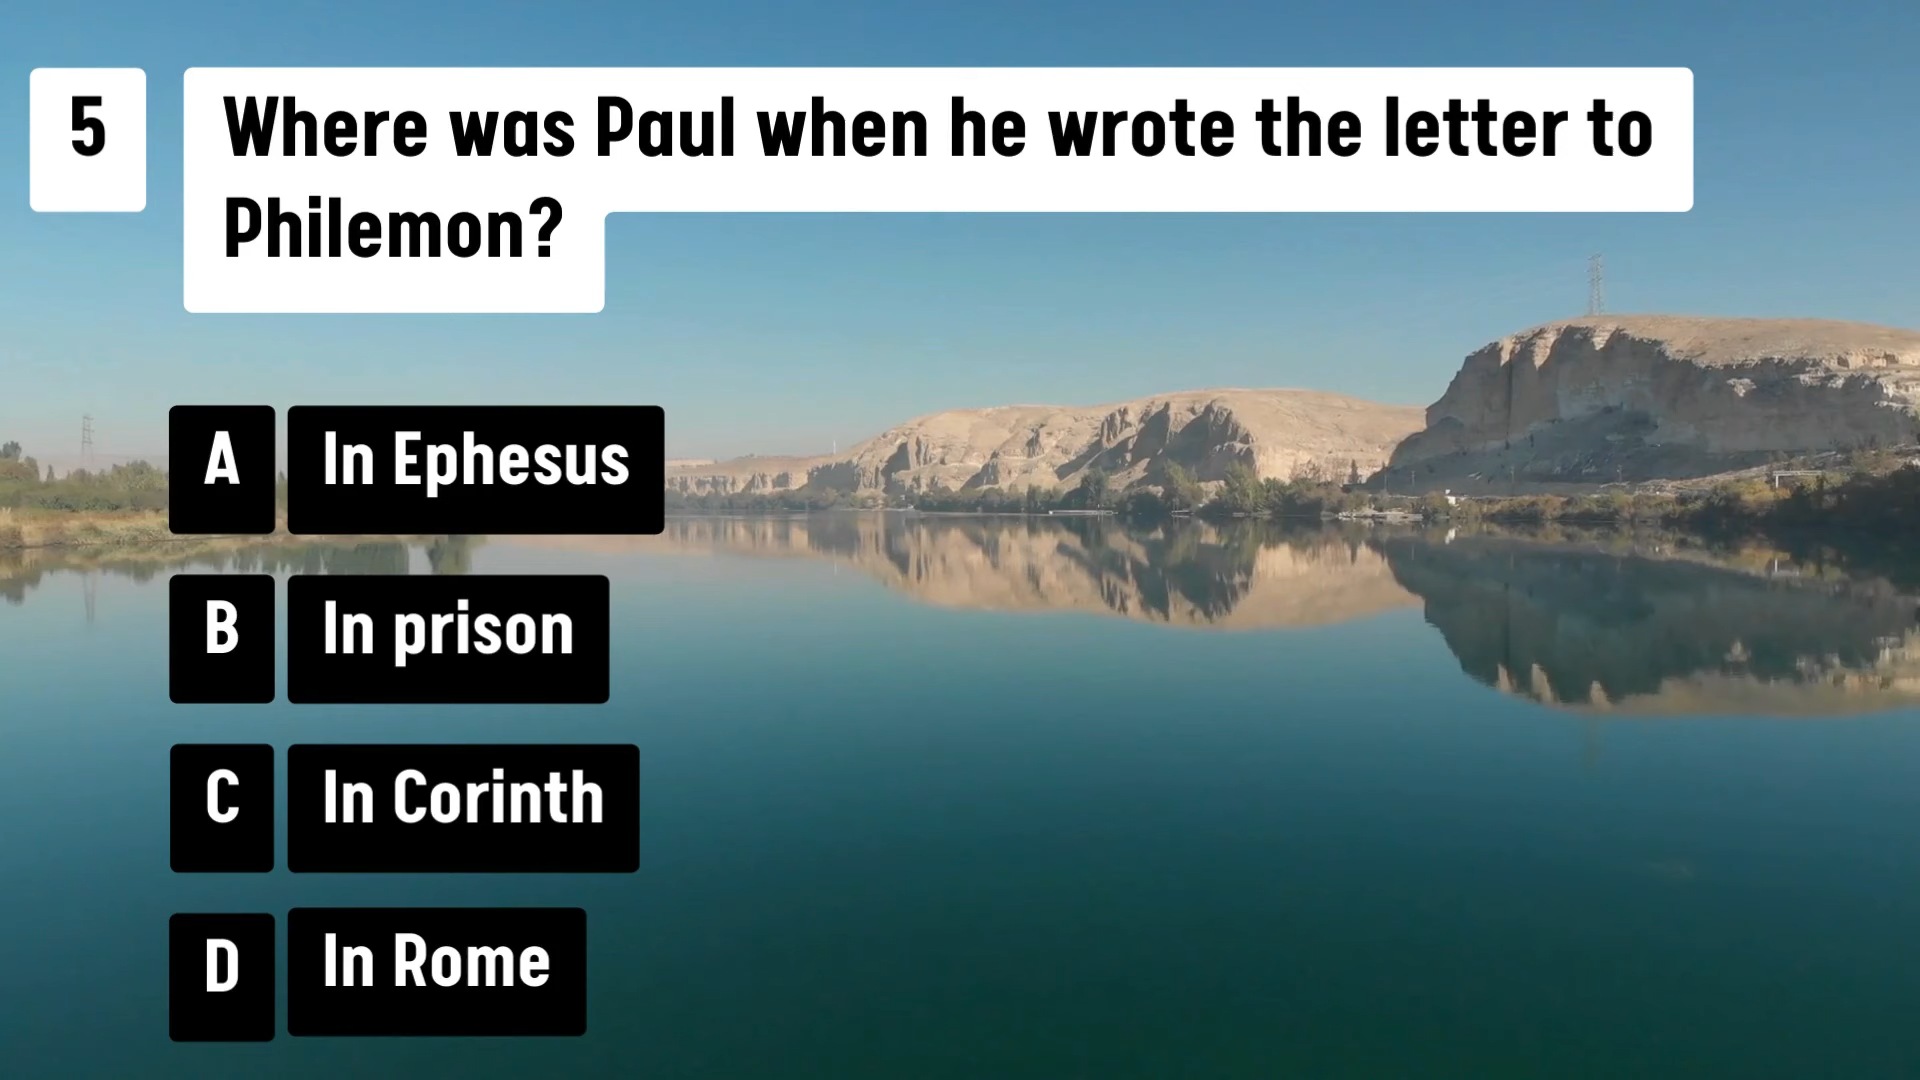 5
Where was Paul when he wrote the letter to
Philemon?
A In Ephesus
B In prison
C In Corinth
D In Rome